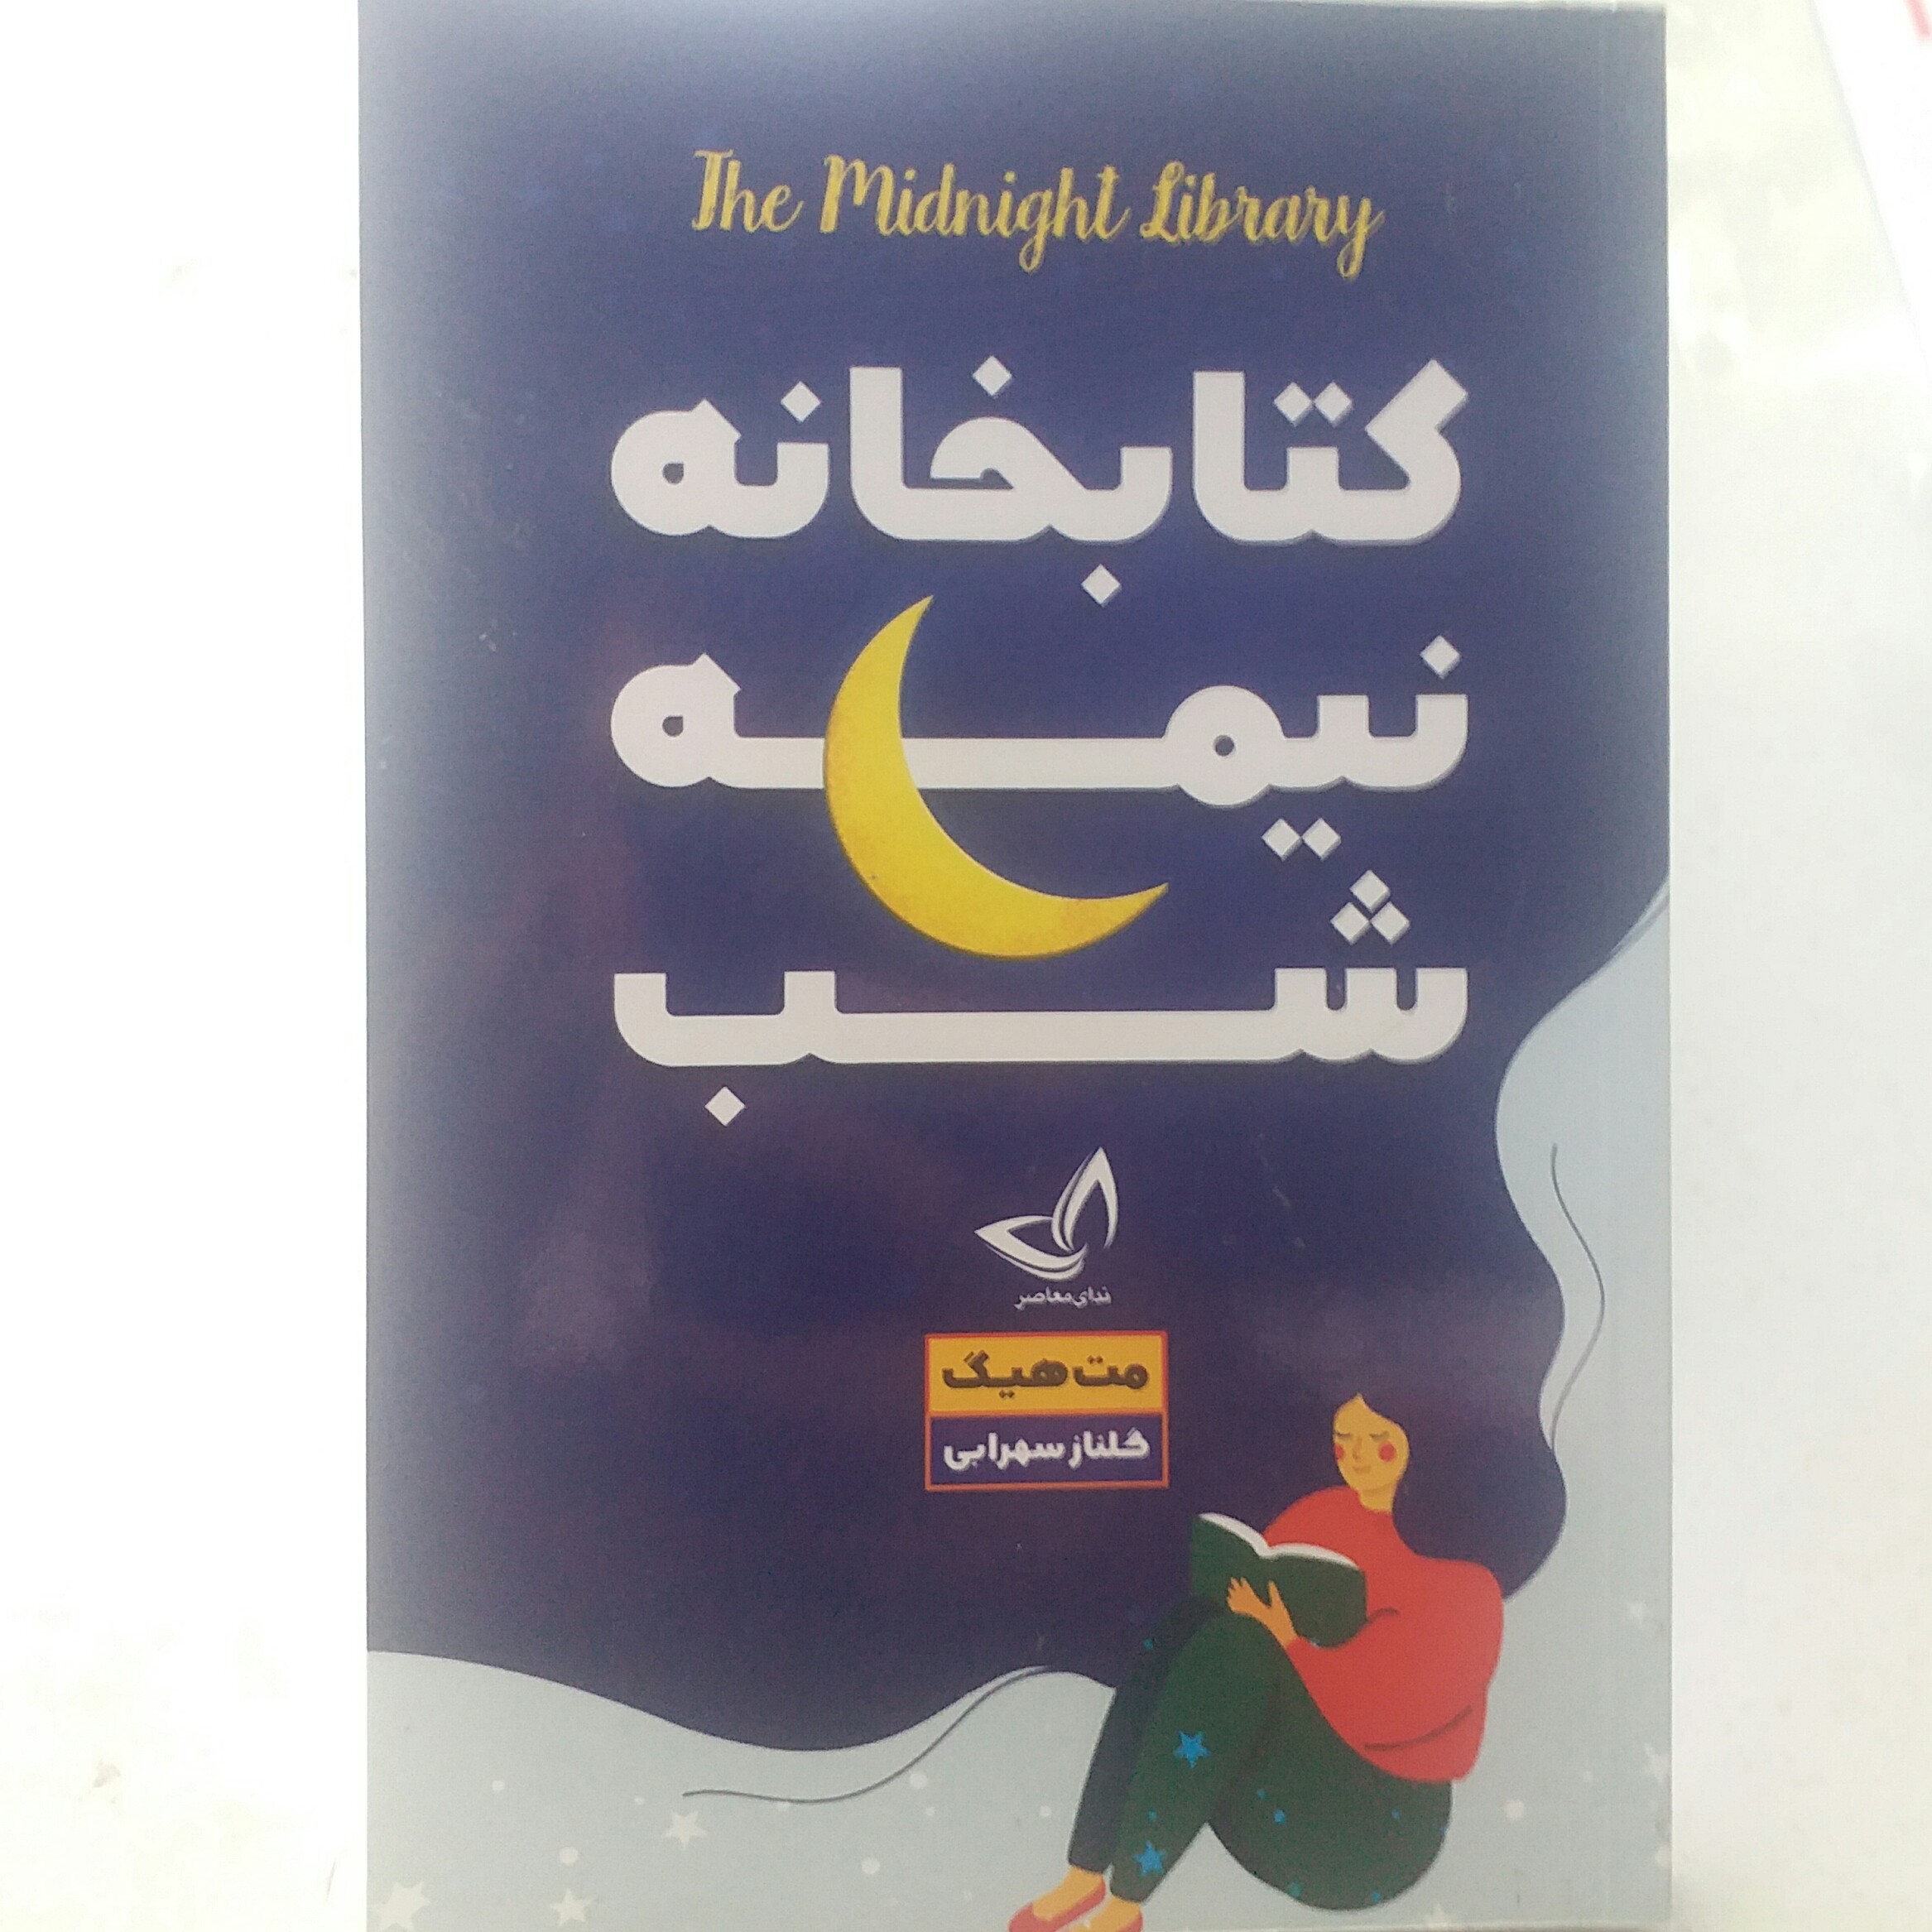 The Midnight Library
کتابخانه
نیمه
شب
ندای معاصر
مت هیگ
گلناز سهرابی